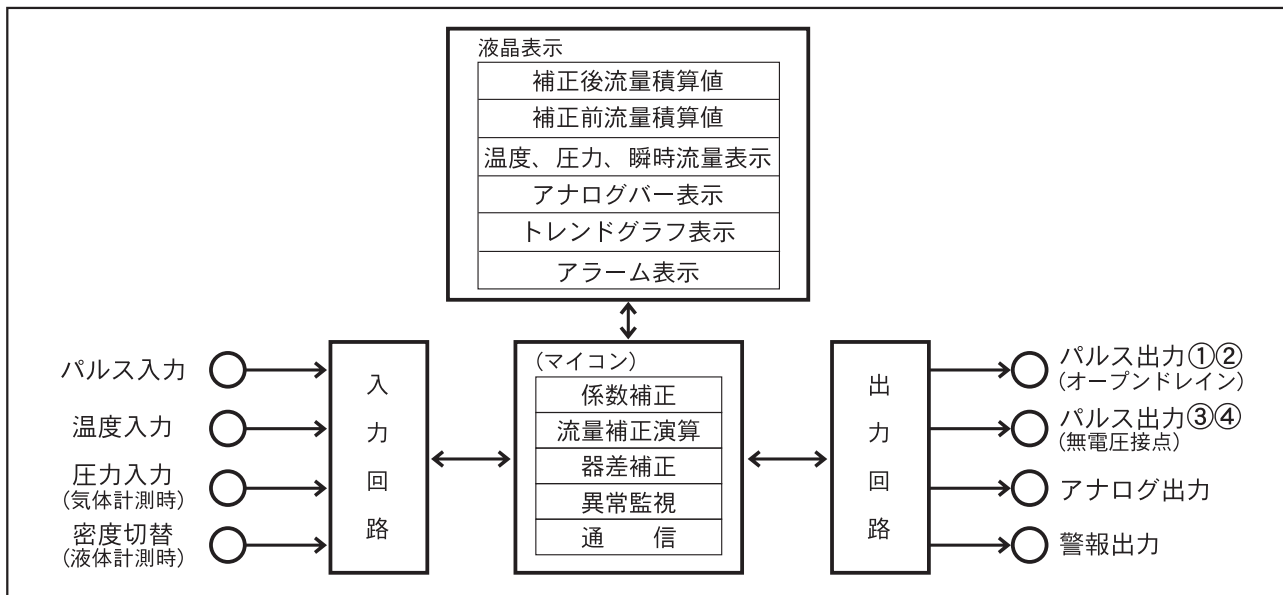 液晶表示
補正後流量積算値
補正前流量積算値
温度、圧力、瞬時流量表示
アナログバー表示
トレンドグラフ表示
アラーム表示
パルス入力
温度入力
圧力入力
(気体計測時)
密度切替
(液体計測時)
入力回路
(マイコン)
係数補正
流量補正演算
器差補正
異常監視
通　　信
出力回路
パルス出力①②
(オープンドレイン)
パルス出力③④
(無電圧接点)
アナログ出力
警報出力